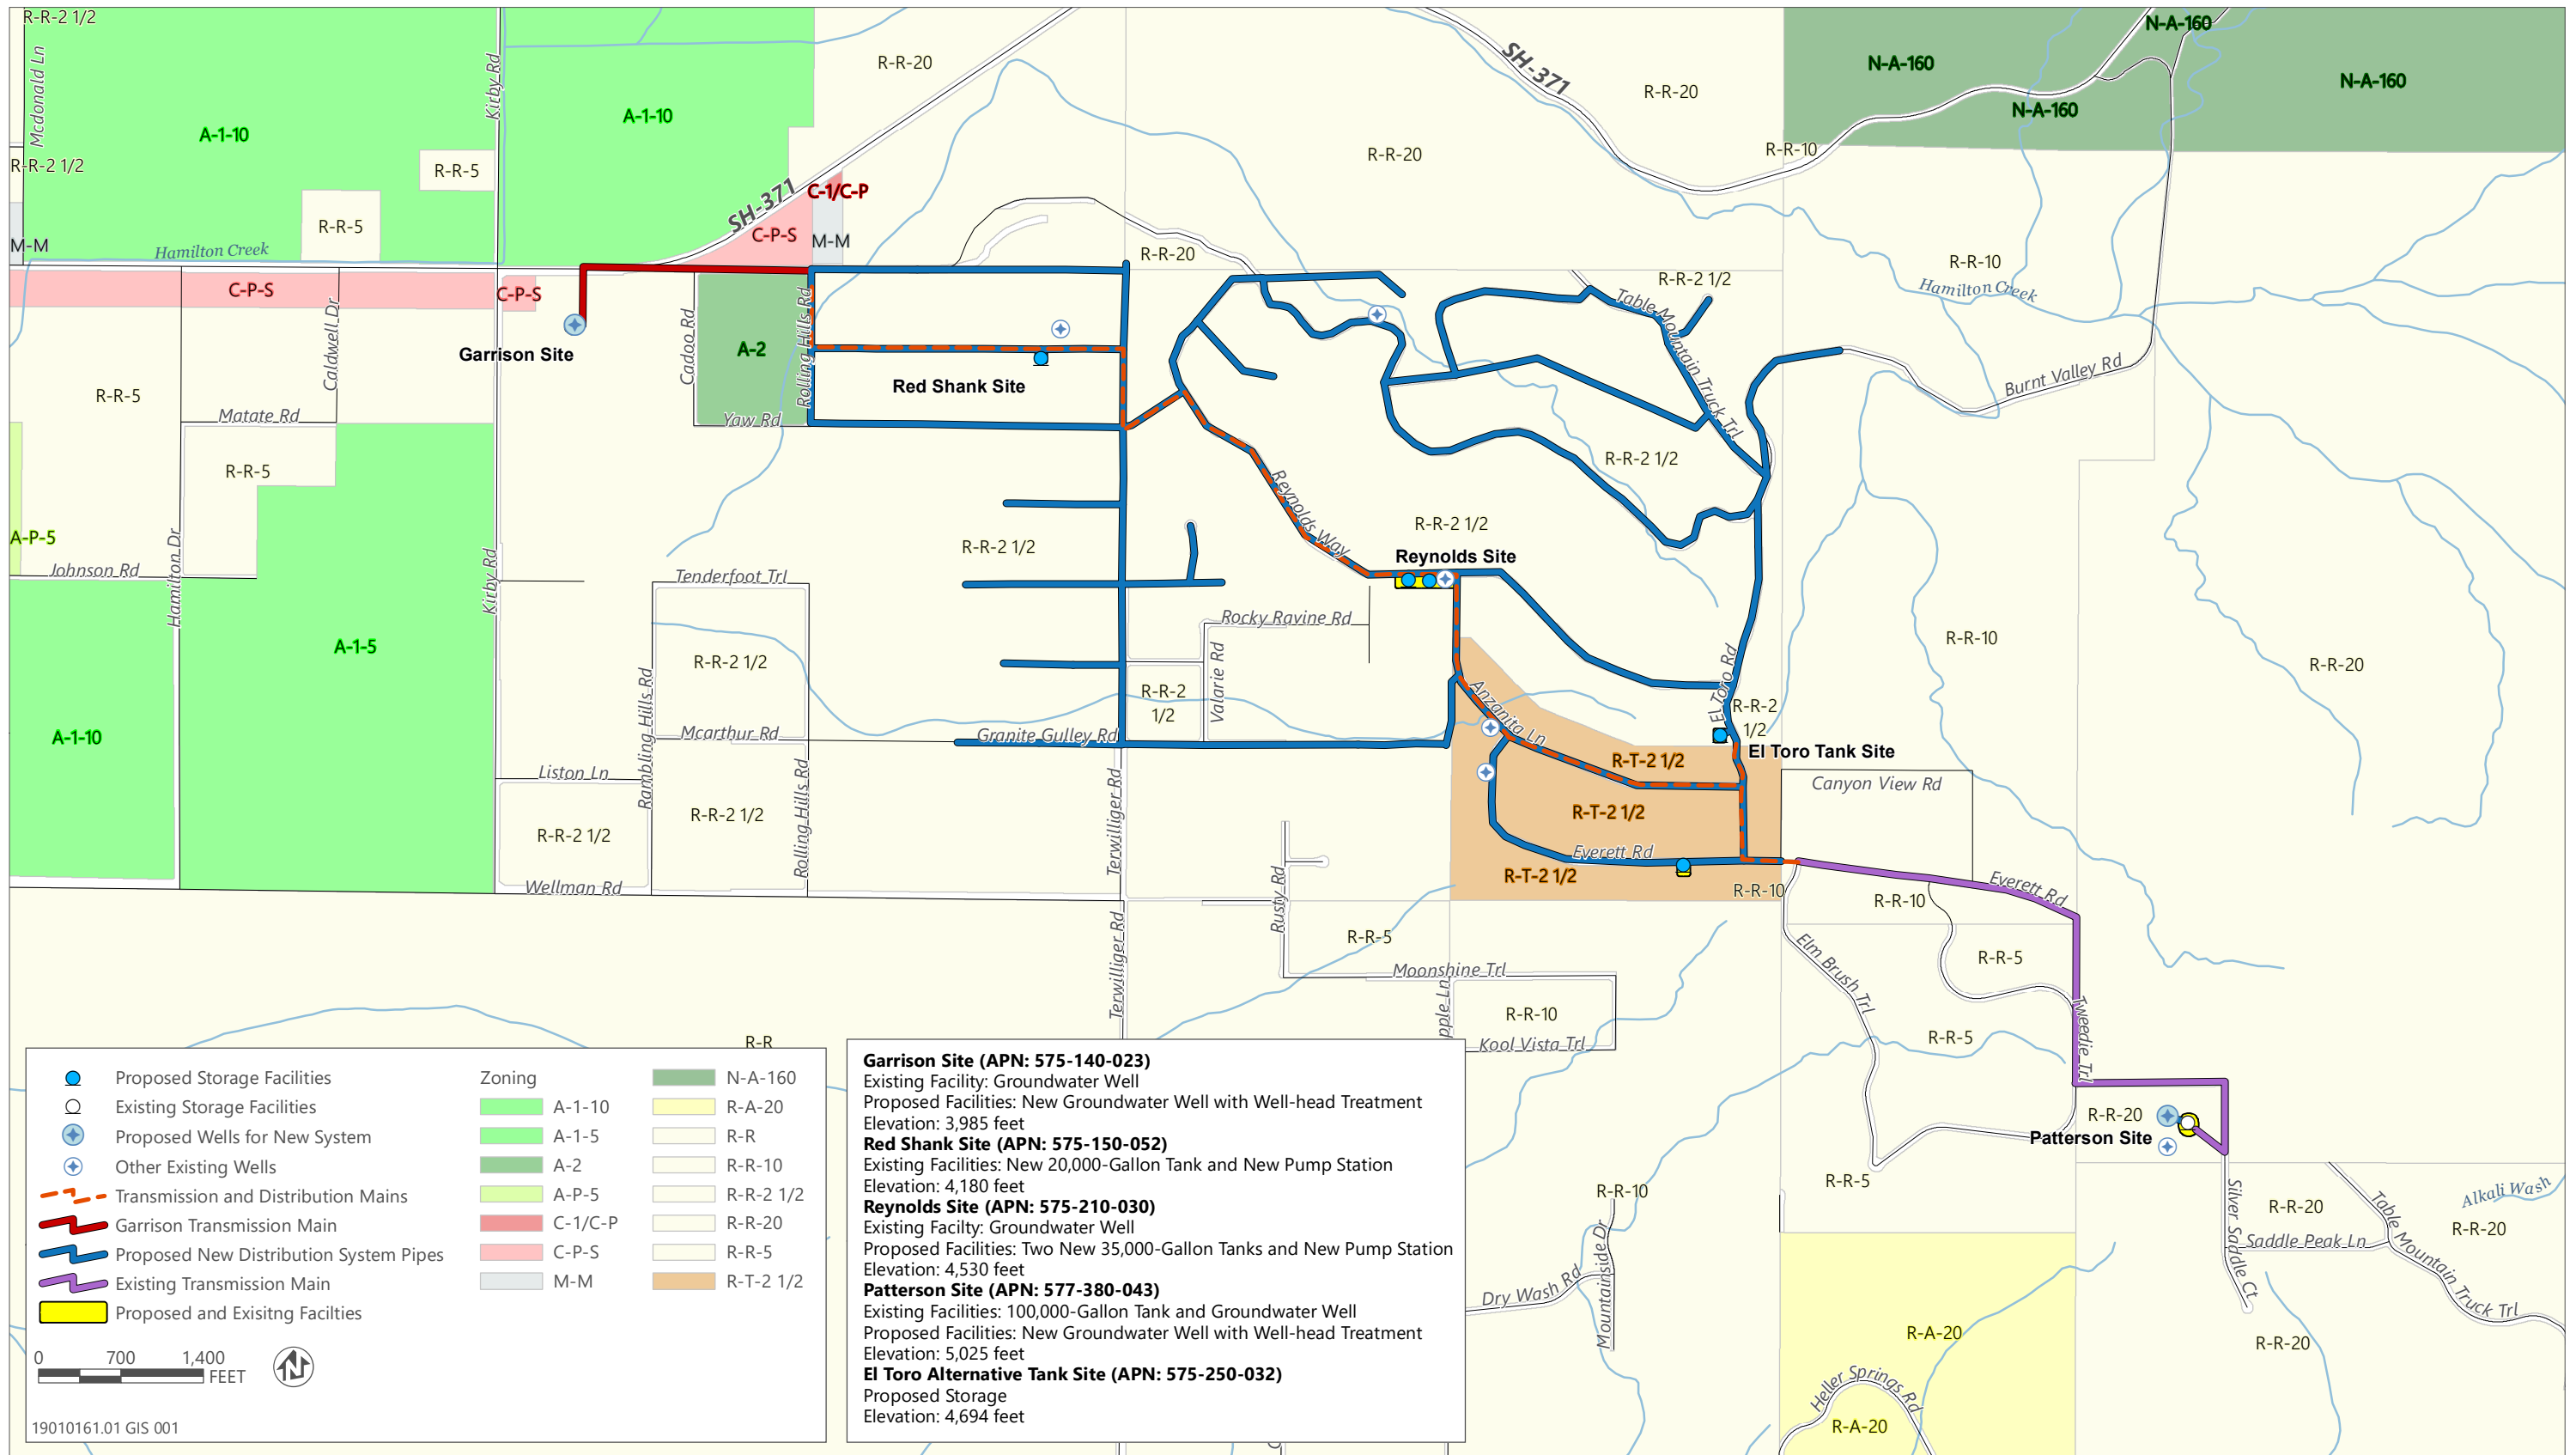 R-R-2 1/2
Mcdonald Ln
Kirby Rd
A-1-10
A-1-10
R-R-20
SH-371
R-R-20
R-R-20
N-A-160
N-A-160
N-A-160
N-A-160
R-R-10
R-R-2 1/2
R-R-5
R-R-5
SH-371
C-1/C-P
C-P-S
M-M
M-M
Hamilton Creek
R-R-20
R-R-2 1/2
R-R-10
Hamilton Creek
C-P-S
C-P-S
Garrison Site
Caldwell Dr
Cadoo Rd
A-2
Rolling Hills Rd
Red Shank Site
Table Mountain Truck Trl
Burnt Valley Rd
R-R-5
Matate Rd
Yaw Rd
R-R-5
R-R-2 1/2
Reynolds Way
R-R-2 1/2
Reynolds Site
A-P-5
Johnson Rd
Hamilton Dr
Kirby Rd
R-R-2 1/2
Tenderfoot Trl
Rocky Ravine Rd
R-R-10
R-R-20
A-1-5
R-R-2 1/2
Rambling Hills Rd
Valarie Rd
R-R-2
1/2
Anzanita Ln
El Toro Rd
R-R-2
1/2
El Toro Tank Site
A-1-10
Mcarthur Rd
Granite Gulley Rd
R-T-2 1/2
Canyon View Rd
Liston Ln
R-R-2 1/2
R-R-2 1/2
Rolling Hills Rd
Terwilliger Rd
R-T-2 1/2
Everett Rd
R-T-2 1/2
R-R-10
R-R-10
Everett Rd
Wellman Rd
Rusty Rd
R-R-5
Terwilliger Rd
Moonshine Trl
pple Ln
R-R-10
Kool Vista Trl
Elm Brush Trl
R-R-5
R-R-5
Tweedie Trl
R-R-20
Patterson Site
R-R-5
R-R-10
Mountainside Dr
Dry Wash Rd
Silver Saddle Ct
R-R-20
Saddle Peak Ln
Table Mountain Truck Trl
Alkali Wash
R-R-20
R-R-20
R-A-20
Heller Springs Rd
R-A-20
R-R
Proposed Storage Facilities
Existing Storage Facilities
Proposed Wells for New System
Other Existing Wells
Transmission and Distribution Mains
Garrison Transmission Main
Proposed New Distribution System Pipes
Existing Transmission Main
Proposed and Exisitng Facilties
Zoning
A-1-10
A-1-5
A-2
A-P-5
C-1/C-P
C-P-S
M-M
N-A-160
R-A-20
R-R
R-R-10
R-R-2 1/2
R-R-20
R-R-5
R-T-2 1/2
0 700 1,400
FEET
19010161.01 GIS 001
Garrison Site (APN: 575-140-023)
Existing Facility: Groundwater Well
Proposed Facilities: New Groundwater Well with Well-head Treatment
Elevation: 3,985 feet
Red Shank Site (APN: 575-150-052)
Existing Facilities: New 20,000-Gallon Tank and New Pump Station
Elevation: 4,180 feet
Reynolds Site (APN: 575-210-030)
Existing Facilty: Groundwater Well
Proposed Facilities: Two New 35,000-Gallon Tanks and New Pump Station
Elevation: 4,530 feet
Patterson Site (APN: 577-380-043)
Existing Facilities: 100,000-Gallon Tank and Groundwater Well
Proposed Facilities: New Groundwater Well with Well-head Treatment
Elevation: 5,025 feet
El Toro Alternative Tank Site (APN: 575-250-032)
Proposed Storage
Elevation: 4,694 feet